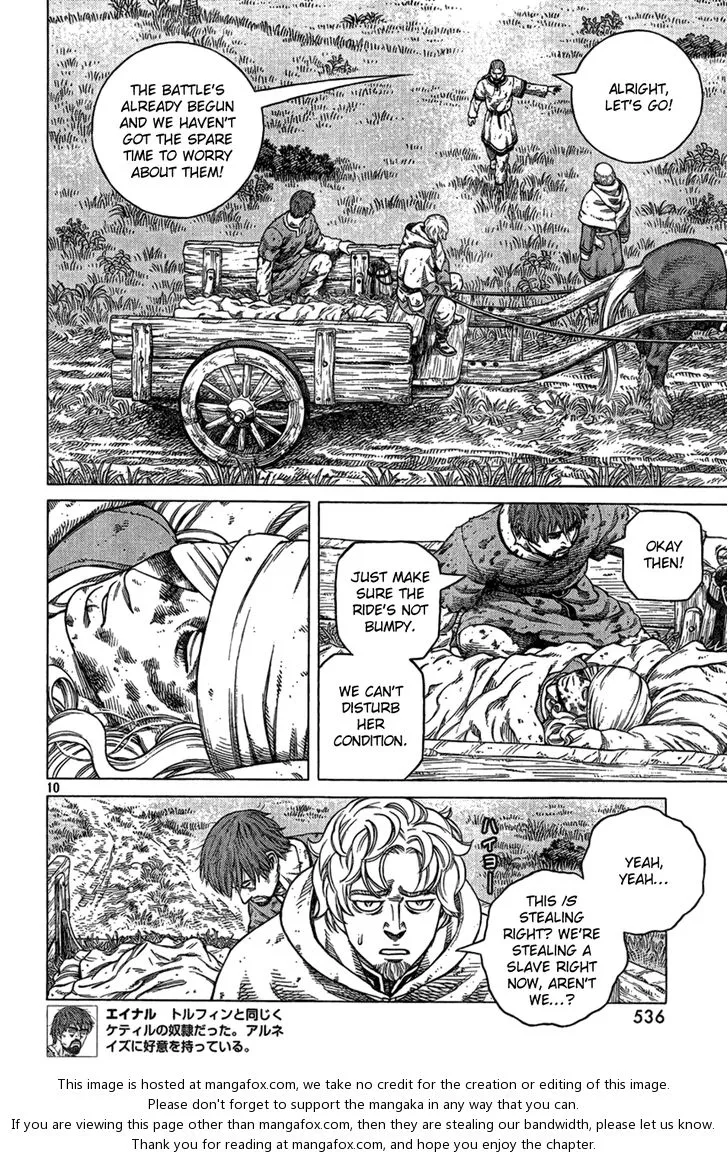 THE BATTLE'S
ALREADY BEGUN
AND WE HAVEN'T
GOT THE SPARE
TIME TO WORRY
ABOUT THEM!
ALRIGHT,
LET'S GO!
OKAY
THEN!
JUST MAKE
SURE THE
RIDE'S NOT
BUMPY.
WE CAN'T
DISTURB
HER
CONDITION.
10
ハイヨー
YEAH,
YEAH...
THIS IS
STEALING
RIGHT? WE'RE
STEALING A
SLAVE RIGHT
NOW, AREN'T
WE...?
536
エイナル トルフィンと同じく
ケティルの奴隷だった。アルネ
イズに好意を持っている。
This image is hosted at mangafox.com, we take no credit for the creation or editing of this image.
Please don't forget to support the mangaka in any way that you can.
If you are viewing this page other than mangafox.com, then they are stealing our bandwidth, please let us know.
Thank you for reading at mangafox.com, and hope you enjoy the chapter.